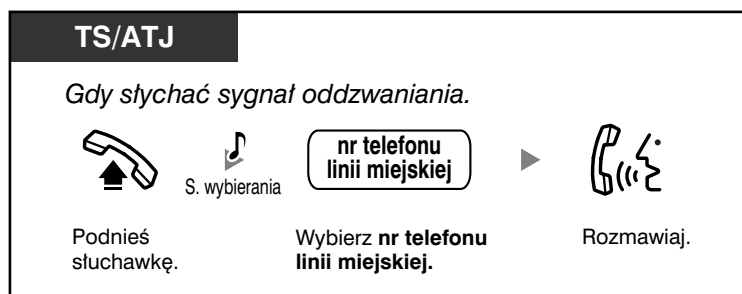 TS/ATJ
Gdy słychać sygnał oddzwaniania.
S. wybierania
nr telefonu
linii miejskiej
Podnieś
słuchawkę.
Wybierz nr telefonu
linii miejskiej.
Rozmawiaj.